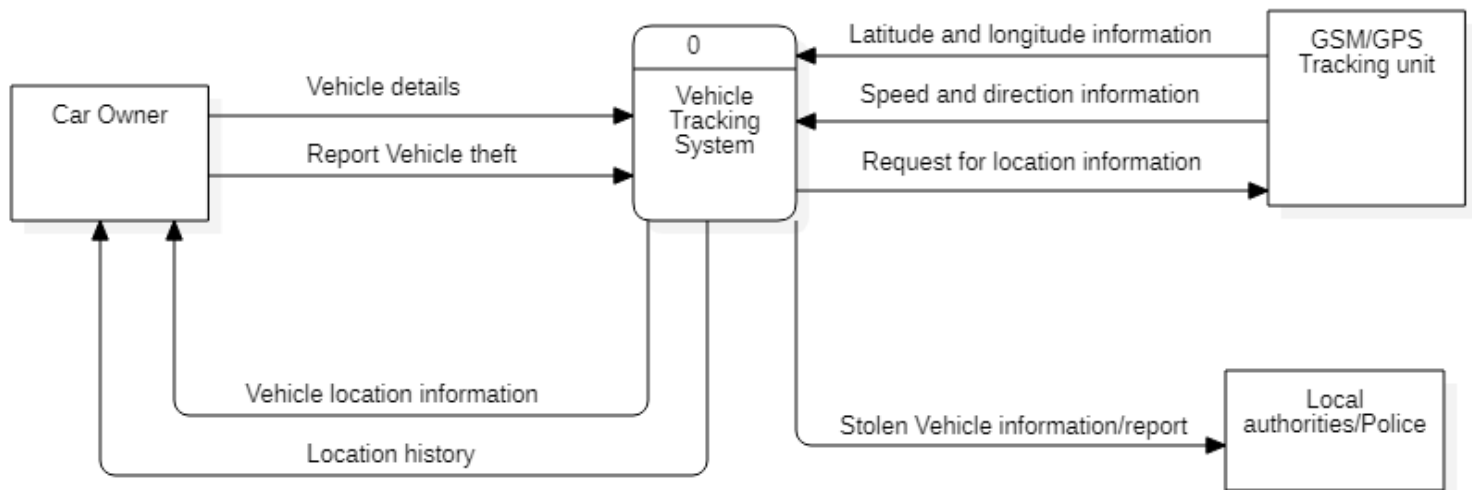 0
Latitude and longitude information
GSM/GPS
Tracking unit
Vehicle details
Car Owner
Vehicle
Tracking
System
Speed and direction information
Report Vehicle theft
Request for location information
Vehicle location information
Local
authorities/Police
Stolen Vehicle information/report
Location history